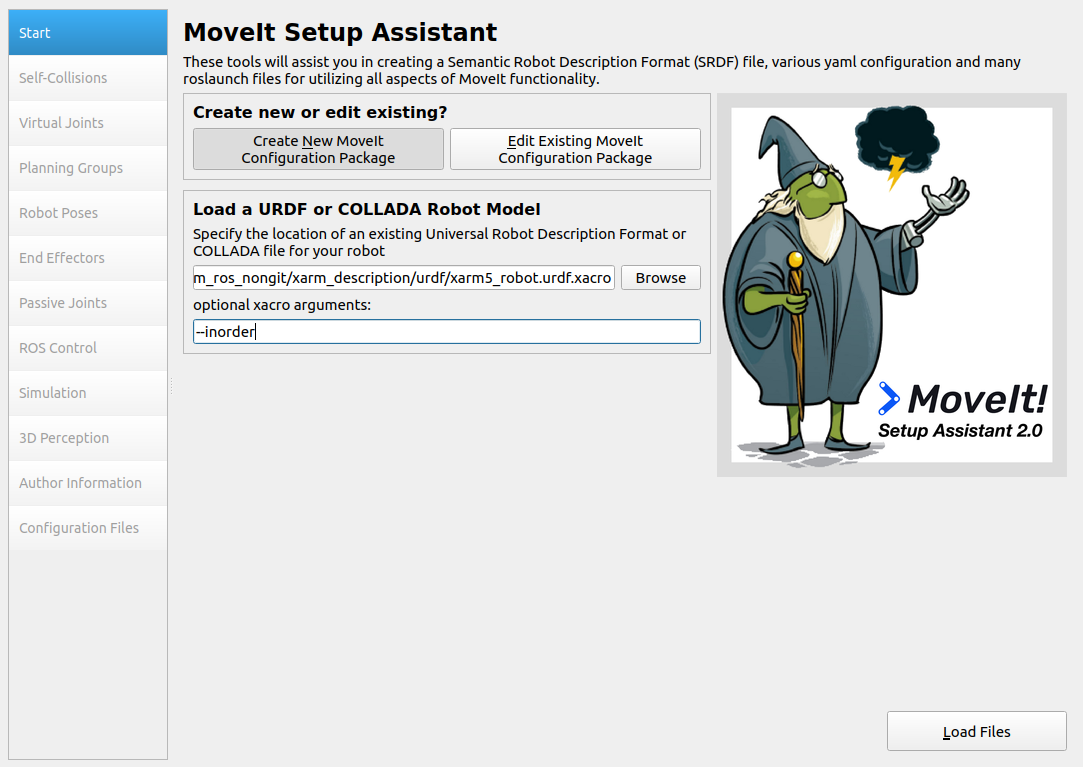 Start
Self-Collisions
Virtual Joints
Planning Groups
Robot Poses
End Effectors
Passive Joints
ROS Control
Simulation
3D Perception
Author Information
Configuration Files
MoveIt Setup Assistant
These tools will assist you in creating a Semantic Robot Description Format (SRDF) file, various yaml configuration and many
roslaunch files for utilizing all aspects of MoveIt functionality.
Create new or edit existing?
Create New MoveIt
Configuration Package
Edit Existing MoveIt
Configuration Package
Load a URDF or COLLADA Robot Model
Specify the location of an existing Universal Robot Description Format or
COLLADA file for your robot
m_ros_nongit/xarm_description/urdf/xarm5_robot.urdf.xacro
Browse
optional xacro arguments:
--inorder
MoveIt!
Setup Assistant 2.0
Load Files